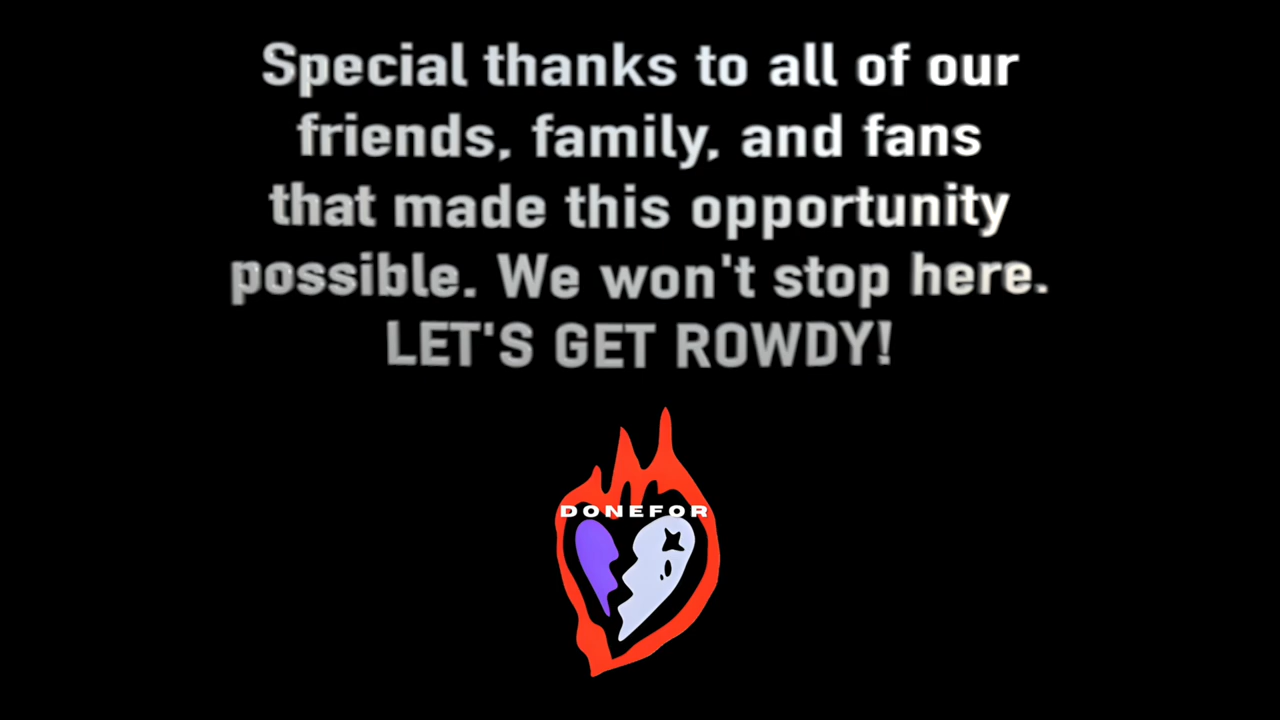 Special thanks to all of our
friends, family, and fans
that made this opportunity
possible. We won't stop here.
LET'S GET ROWDY!
DONEFOR